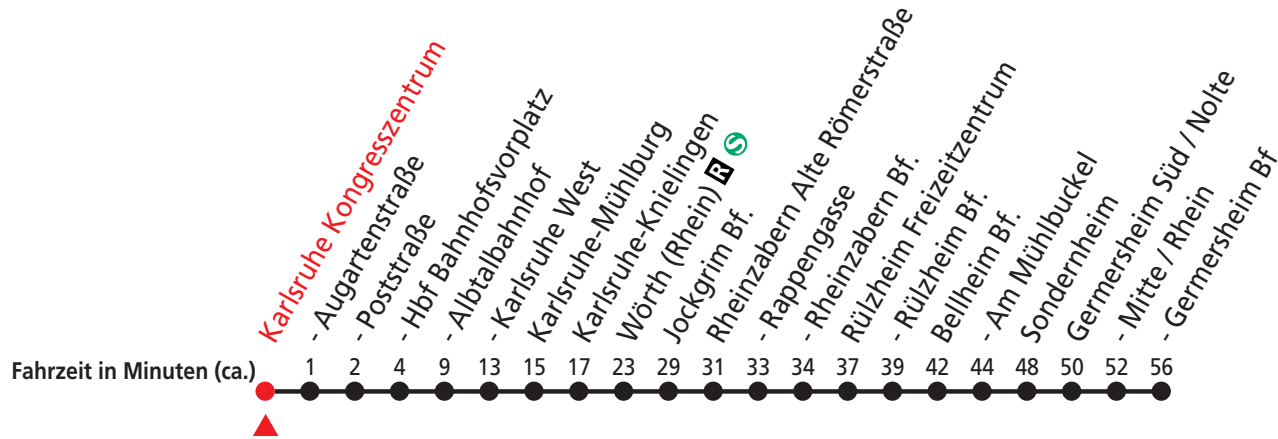 Karlsruhe Kongresszentrum
- Augartenstraße
- Poststraße
- Hbf Bahnhofsvorplatz
- Albtalbahnhof
- Karlsruhe West
Karlsruhe-Mühlburg
Karlsruhe-Knielingen
Wörth (Rhein) R S
Jockgrim Bf.
Rheinzabern Alte Römerstraße
- Rappengasse
- Rheinzabern Bf.
Rülzheim Freizeitzentrum
- Rülzheim Bf.
Bellheim Bf.
- Am Mühlbuckel
Sondernheim
Germersheim Süd / Nolte
- Mitte / Rhein
- Germersheim Bf
Fahrzeit in Minuten (ca.) 1 2 4 9 13 15 17 23 29 31 33 34 37 39 42 44 48 50 52 56